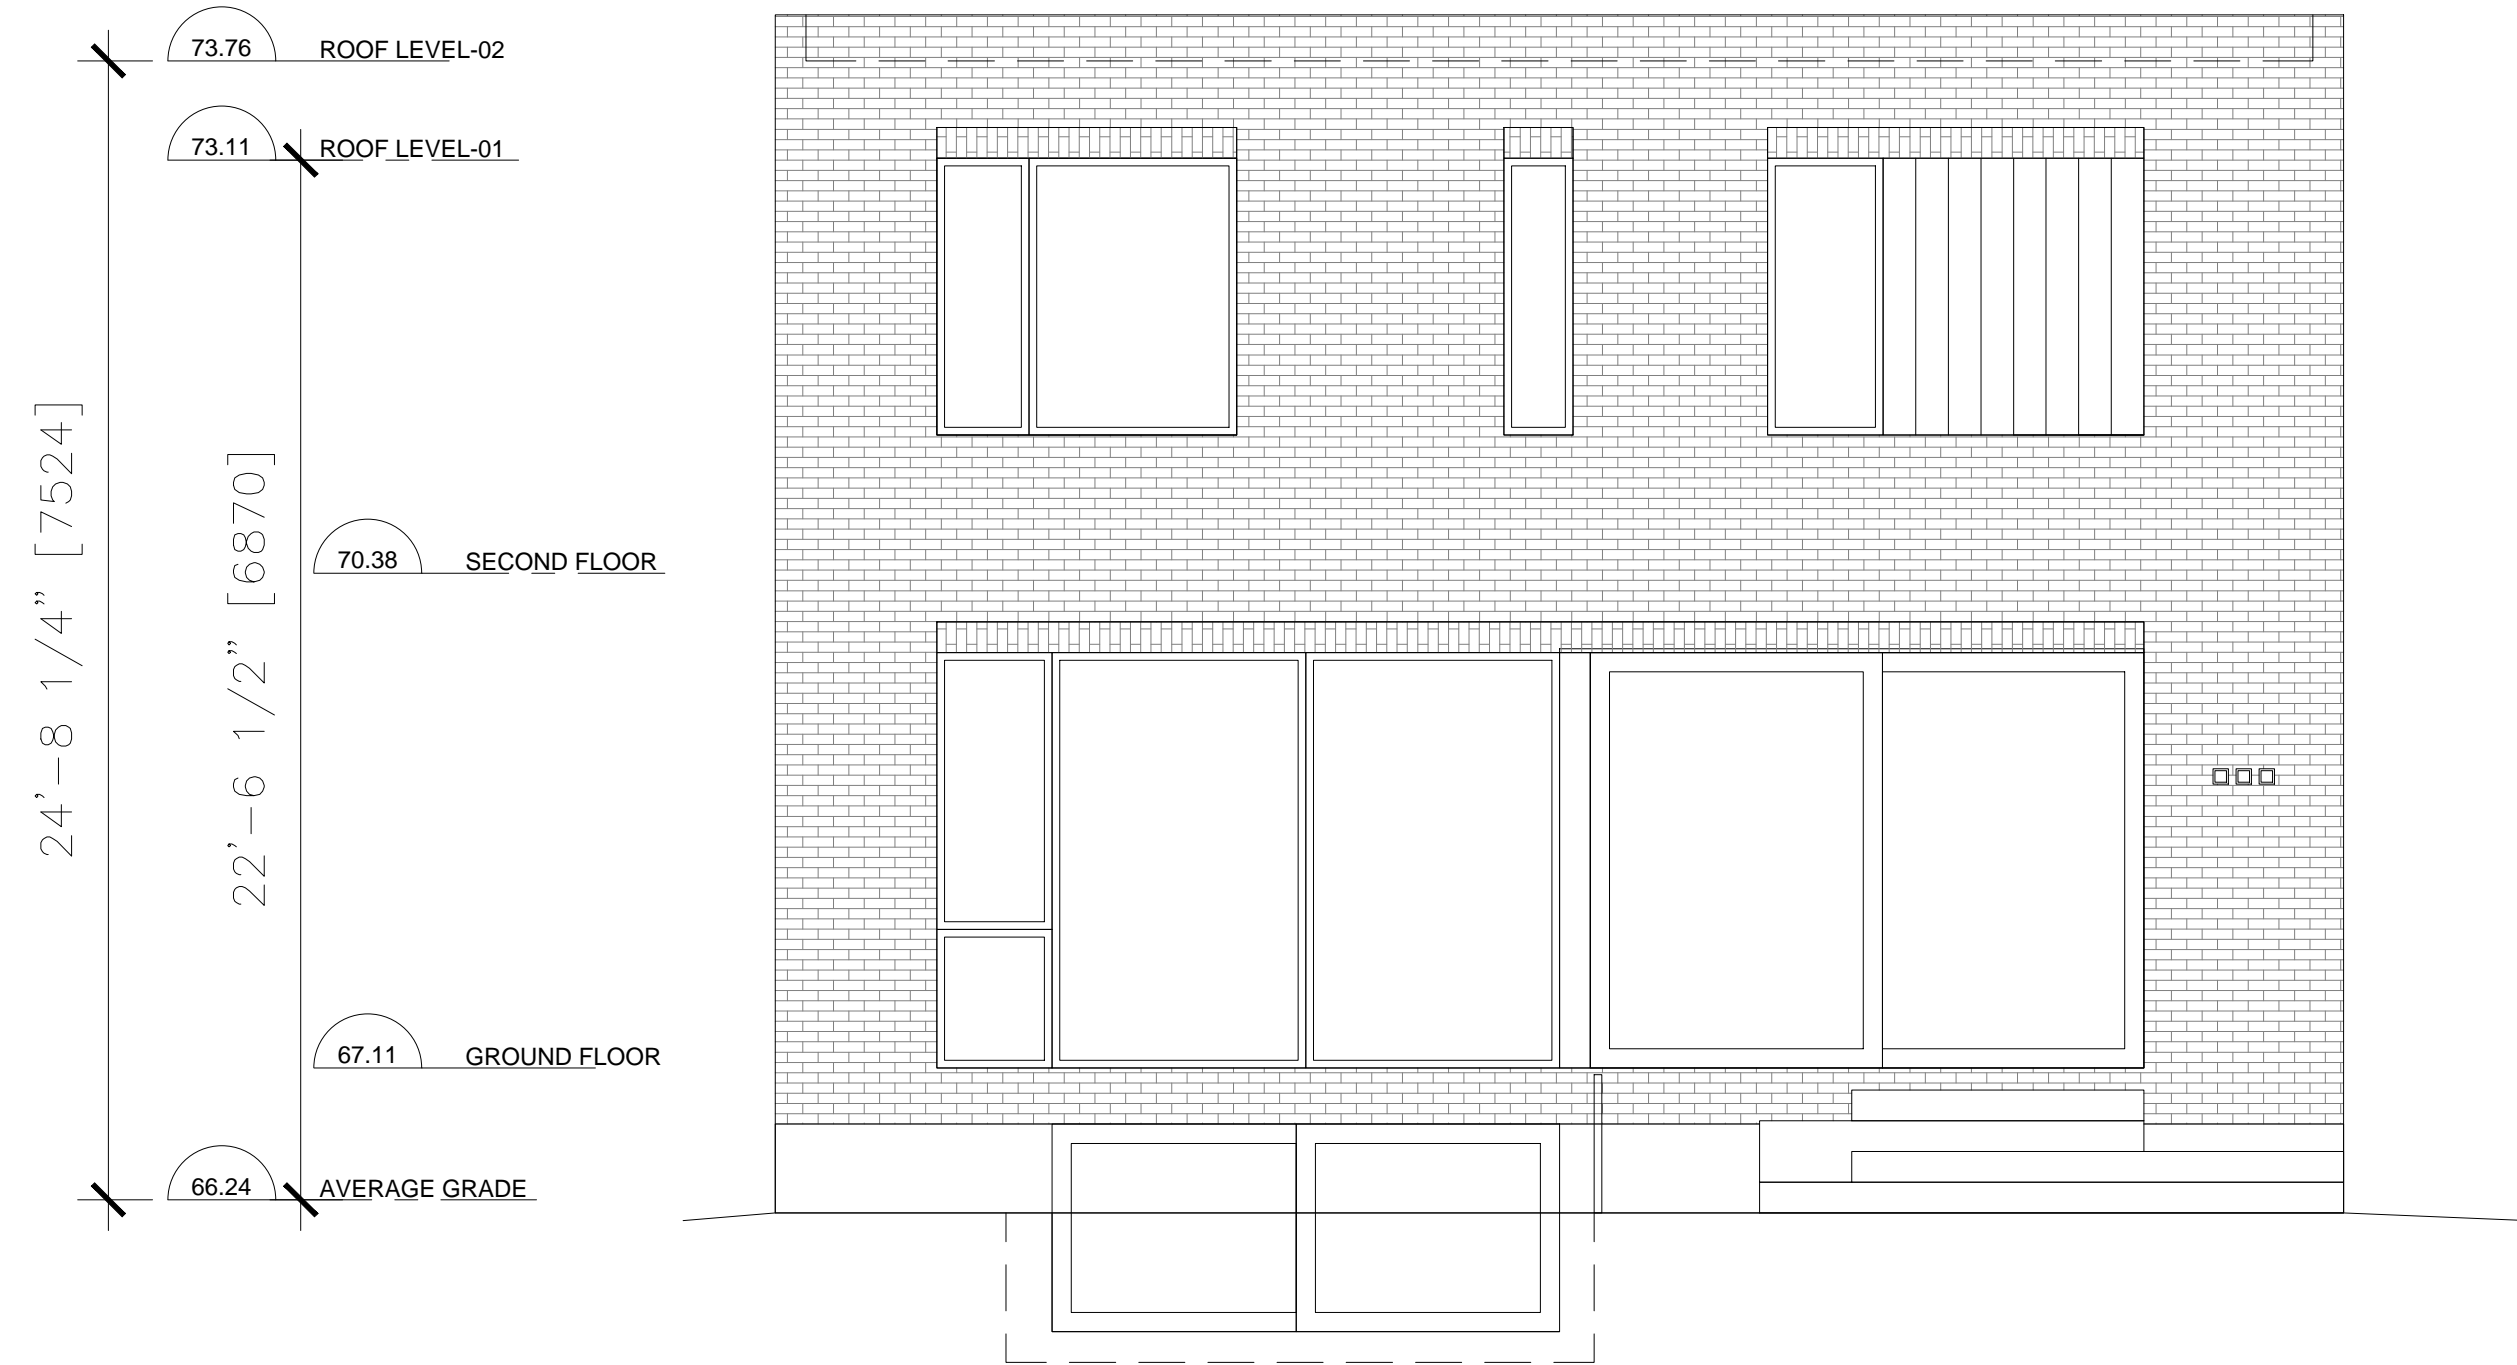 73.76 ROOF LEVEL-02
73.11 ROOF LEVEL-01
24'-8 1/4" [7524]
22'-6 1/2" [6870]
70.38 SECOND FLOOR
67.11 GROUND FLOOR
66.24 AVERAGE GRADE